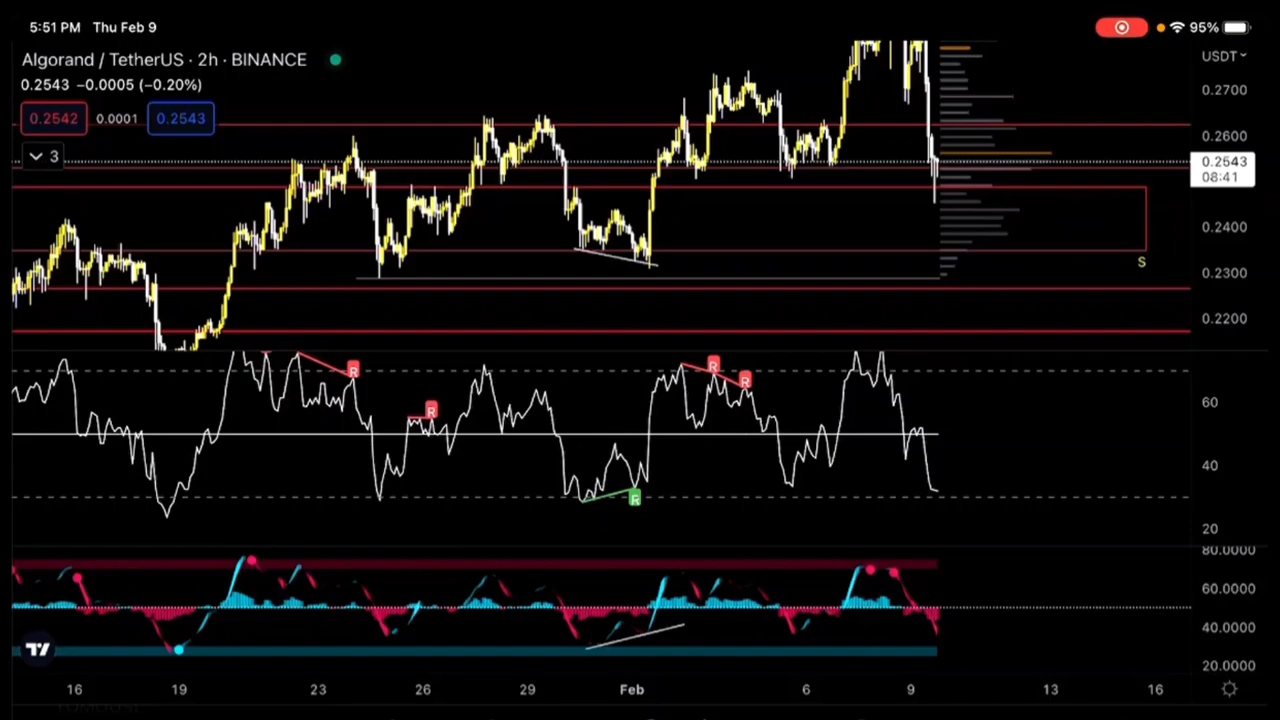 5:51 PM Thu Feb 9
95%
Algorand / TetherUS · 2h · BINANCE
USDT
0.2543 −0.0005 (−0.20%)
0.2542 0.0001 0.2543
3
0.2700
0.2600
0.2543
08:41
0.2400
S
0.2300
0.2200
R
R
R
R
60
40
R
20
80.0000
60.0000
40.0000
20.0000
16 19 23 26 29 Feb 6 9 13 16